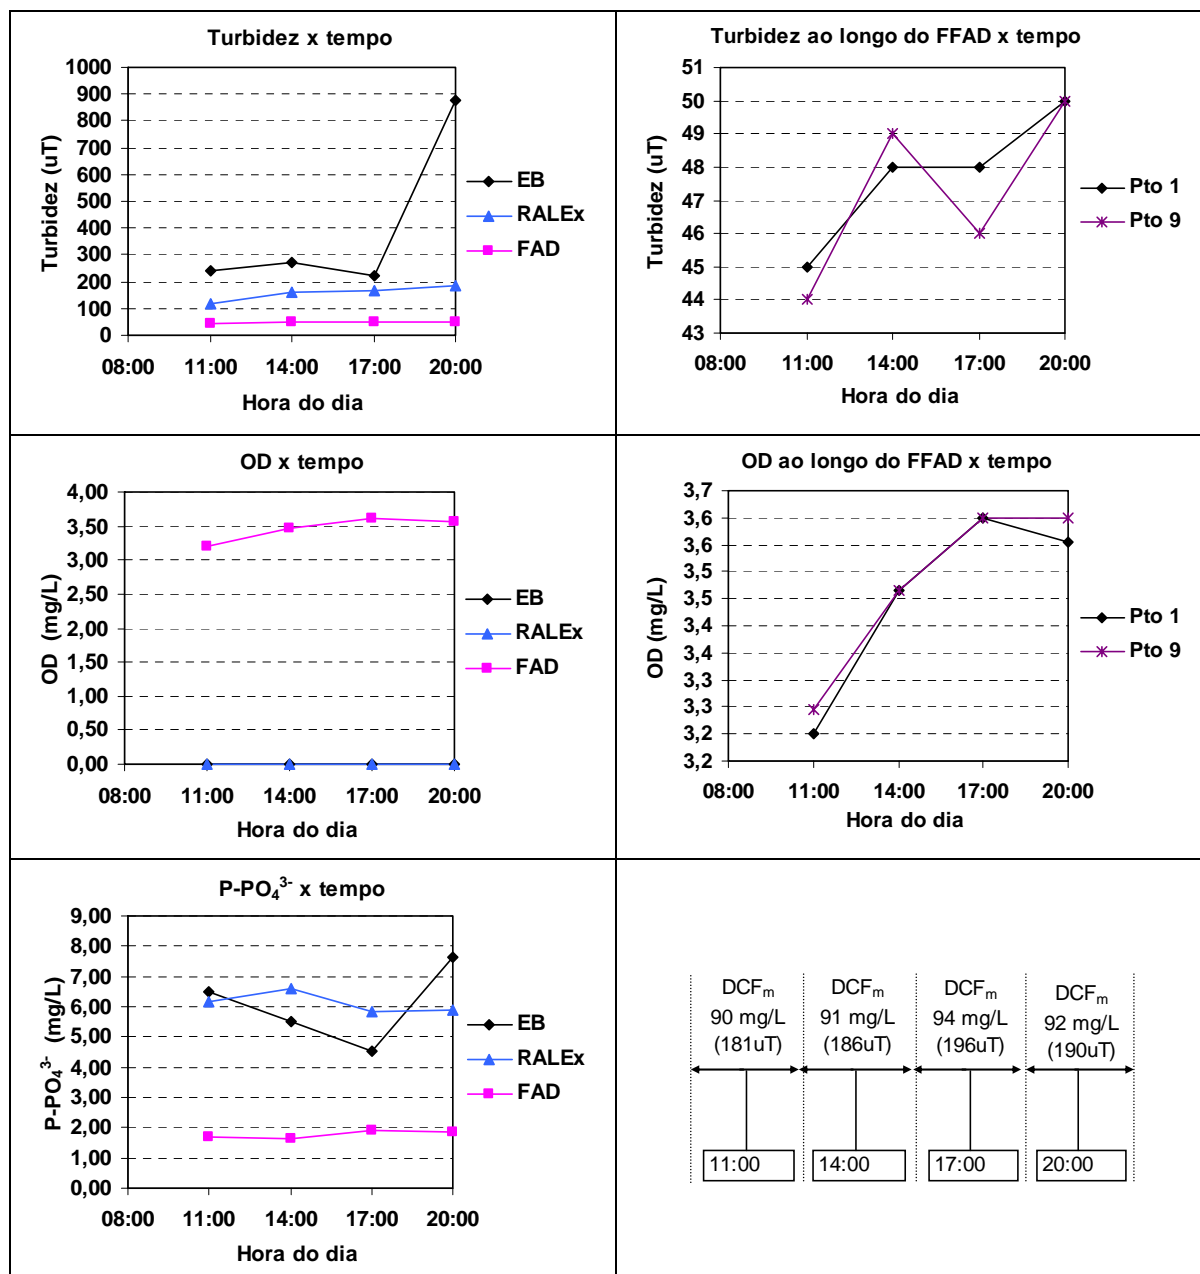 Turbidez x tempo
1000
900
800
700
600
500
400
300
200
100
0
Turbidez (uT)
08:00 11:00 14:00 17:00 20:00
Hora do dia
EB
RALEx
FAD
Turbidez ao longo do FFAD x tempo
51
50
49
48
47
46
45
44
43
Turbidez (uT)
08:00 11:00 14:00 17:00 20:00
Hora do dia
Pto 1
Pto 9
OD x tempo
4,00
3,50
3,00
2,50
2,00
1,50
1,00
0,50
0,00
OD (mg/L)
08:00 11:00 14:00 17:00 20:00
Hora do dia
EB
RALEx
FAD
OD ao longo do FFAD x tempo
3,7
3,6
3,6
3,5
3,5
3,4
3,4
3,3
3,3
3,2
3,2
OD (mg/L)
08:00 11:00 14:00 17:00 20:00
Hora do dia
Pto 1
Pto 9
P-PO₄³⁻ x tempo
9,00
8,00
7,00
6,00
5,00
4,00
3,00
2,00
1,00
0,00
P-PO₄³⁻ (mg/L)
08:00 11:00 14:00 17:00 20:00
Hora do dia
EB
RALEx
FAD
DCFₘ
90 mg/L
(181uT)
DCFₘ
91 mg/L
(186uT)
DCFₘ
94 mg/L
(196uT)
DCFₘ
92 mg/L
(190uT)
11:00 14:00 17:00 20:00